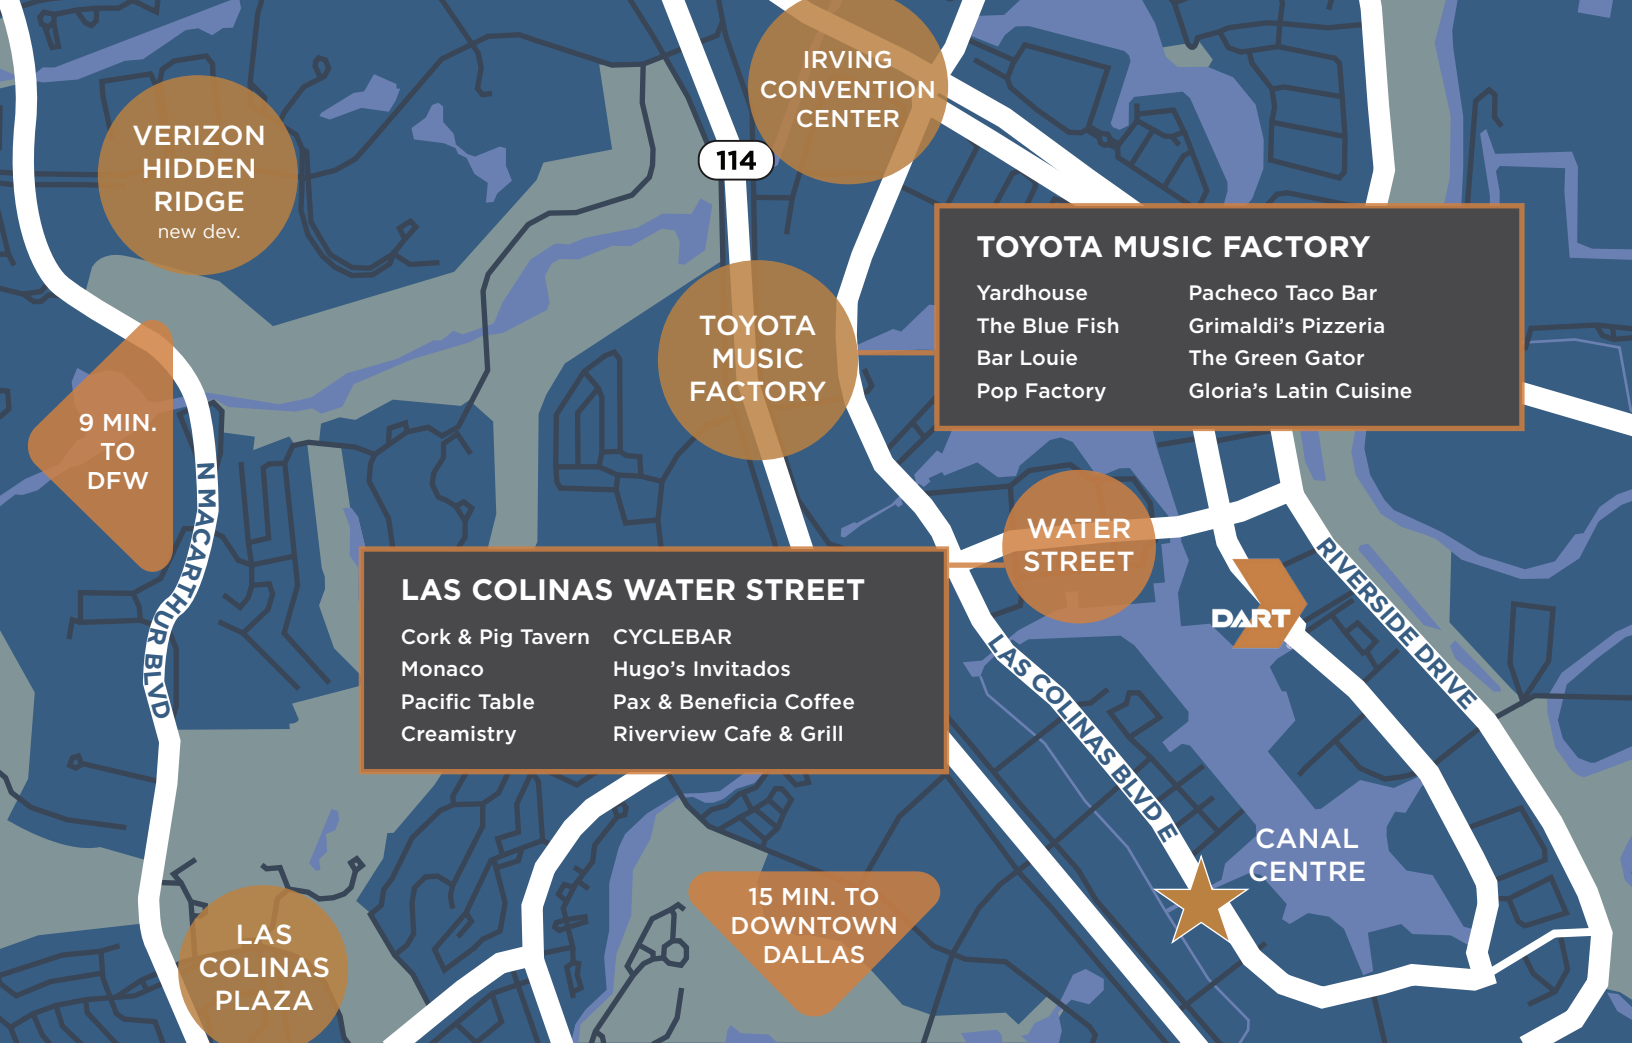 IRVING
CONVENTION
CENTER
VERIZON
HIDDEN
RIDGE
new dev.
114
TOYOTA MUSIC FACTORY
Yardhouse
The Blue Fish
Bar Louie
Pop Factory
Pacheco Taco Bar
Grimaldi's Pizzeria
The Green Gator
Gloria's Latin Cuisine
TOYOTA
MUSIC
FACTORY
9 MIN.
TO
DFW
N MACARTHUR BLVD
WATER
STREET
LAS COLINAS WATER STREET
Cork & Pig Tavern
Monaco
Pacific Table
Creamistry
CYCLEBAR
Hugo's Invitados
Pax & Beneficia Coffee
Riverview Cafe & Grill
DART
RIVERSIDE DRIVE
LAS COLINAS BLVD E
CANAL
CENTRE
15 MIN. TO
DOWNTOWN
DALLAS
LAS
COLINAS
PLAZA